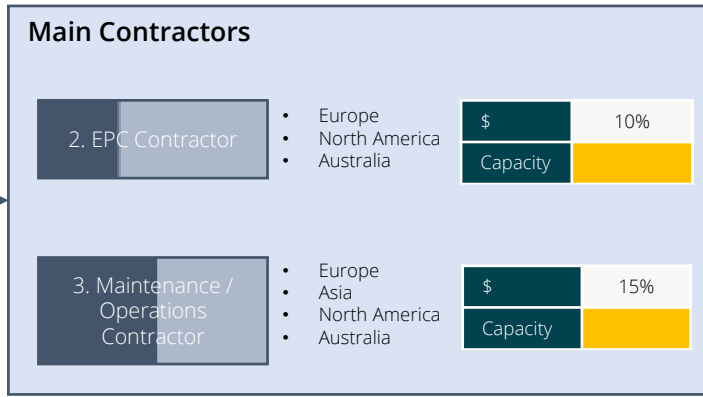 Main Contractors
2. EPC Contractor
• Europe
• North America
• Australia
$ 10%
Capacity
3. Maintenance /
Operations
Contractor
• Europe
• Asia
• North America
• Australia
$ 15%
Capacity